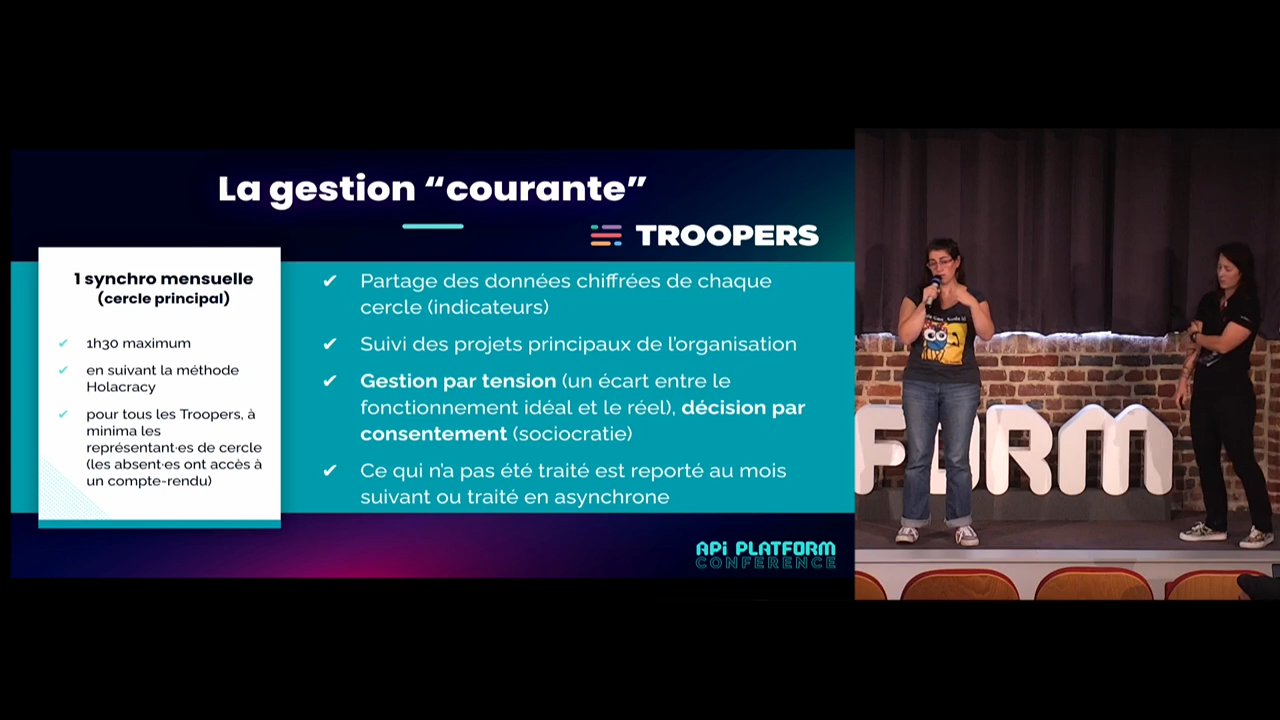 La gestion “courante”
TROOPERS
1 synchro mensuelle
(cercle principal)
✔ 1h30 maximum
✔ en suivant la méthode
Holacracy
✔ pour tous les Troopers, à
minima les
représentant·es de cercle
(les absent·es ont accès à
un compte-rendu)
✔ Partage des données chiffrées de chaque
cercle (indicateurs)
✔ Suivi des projets principaux de l’organisation
✔ Gestion par tension (un écart entre le
fonctionnement idéal et le réel), décision par
consentement (sociocratie)
✔ Ce qui n’a pas été traité est reporté au mois
suivant ou traité en asynchrone
APi PLATFORM
CONFERENCE
FORM